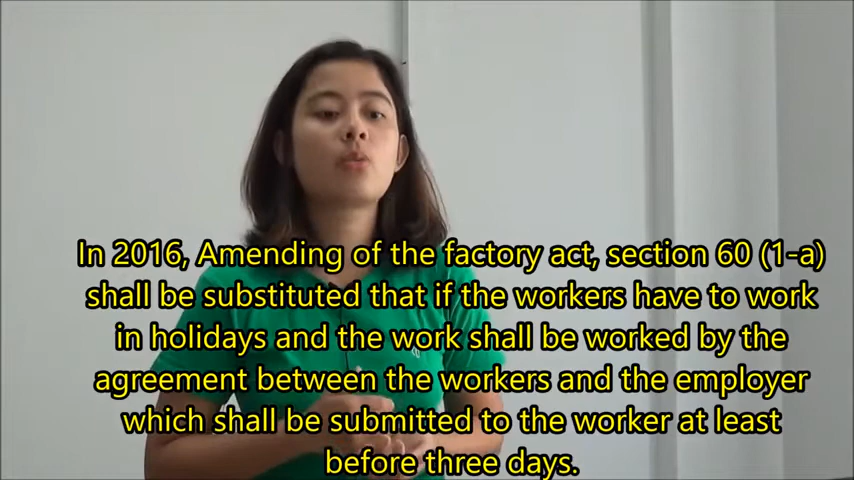 In 2016, Amending of the factory act, section 60 (1-a)
shall be substituted that if the workers have to work
in holidays and the work shall be worked by the
agreement between the workers and the employer
which shall be submitted to the worker at least
before three days.